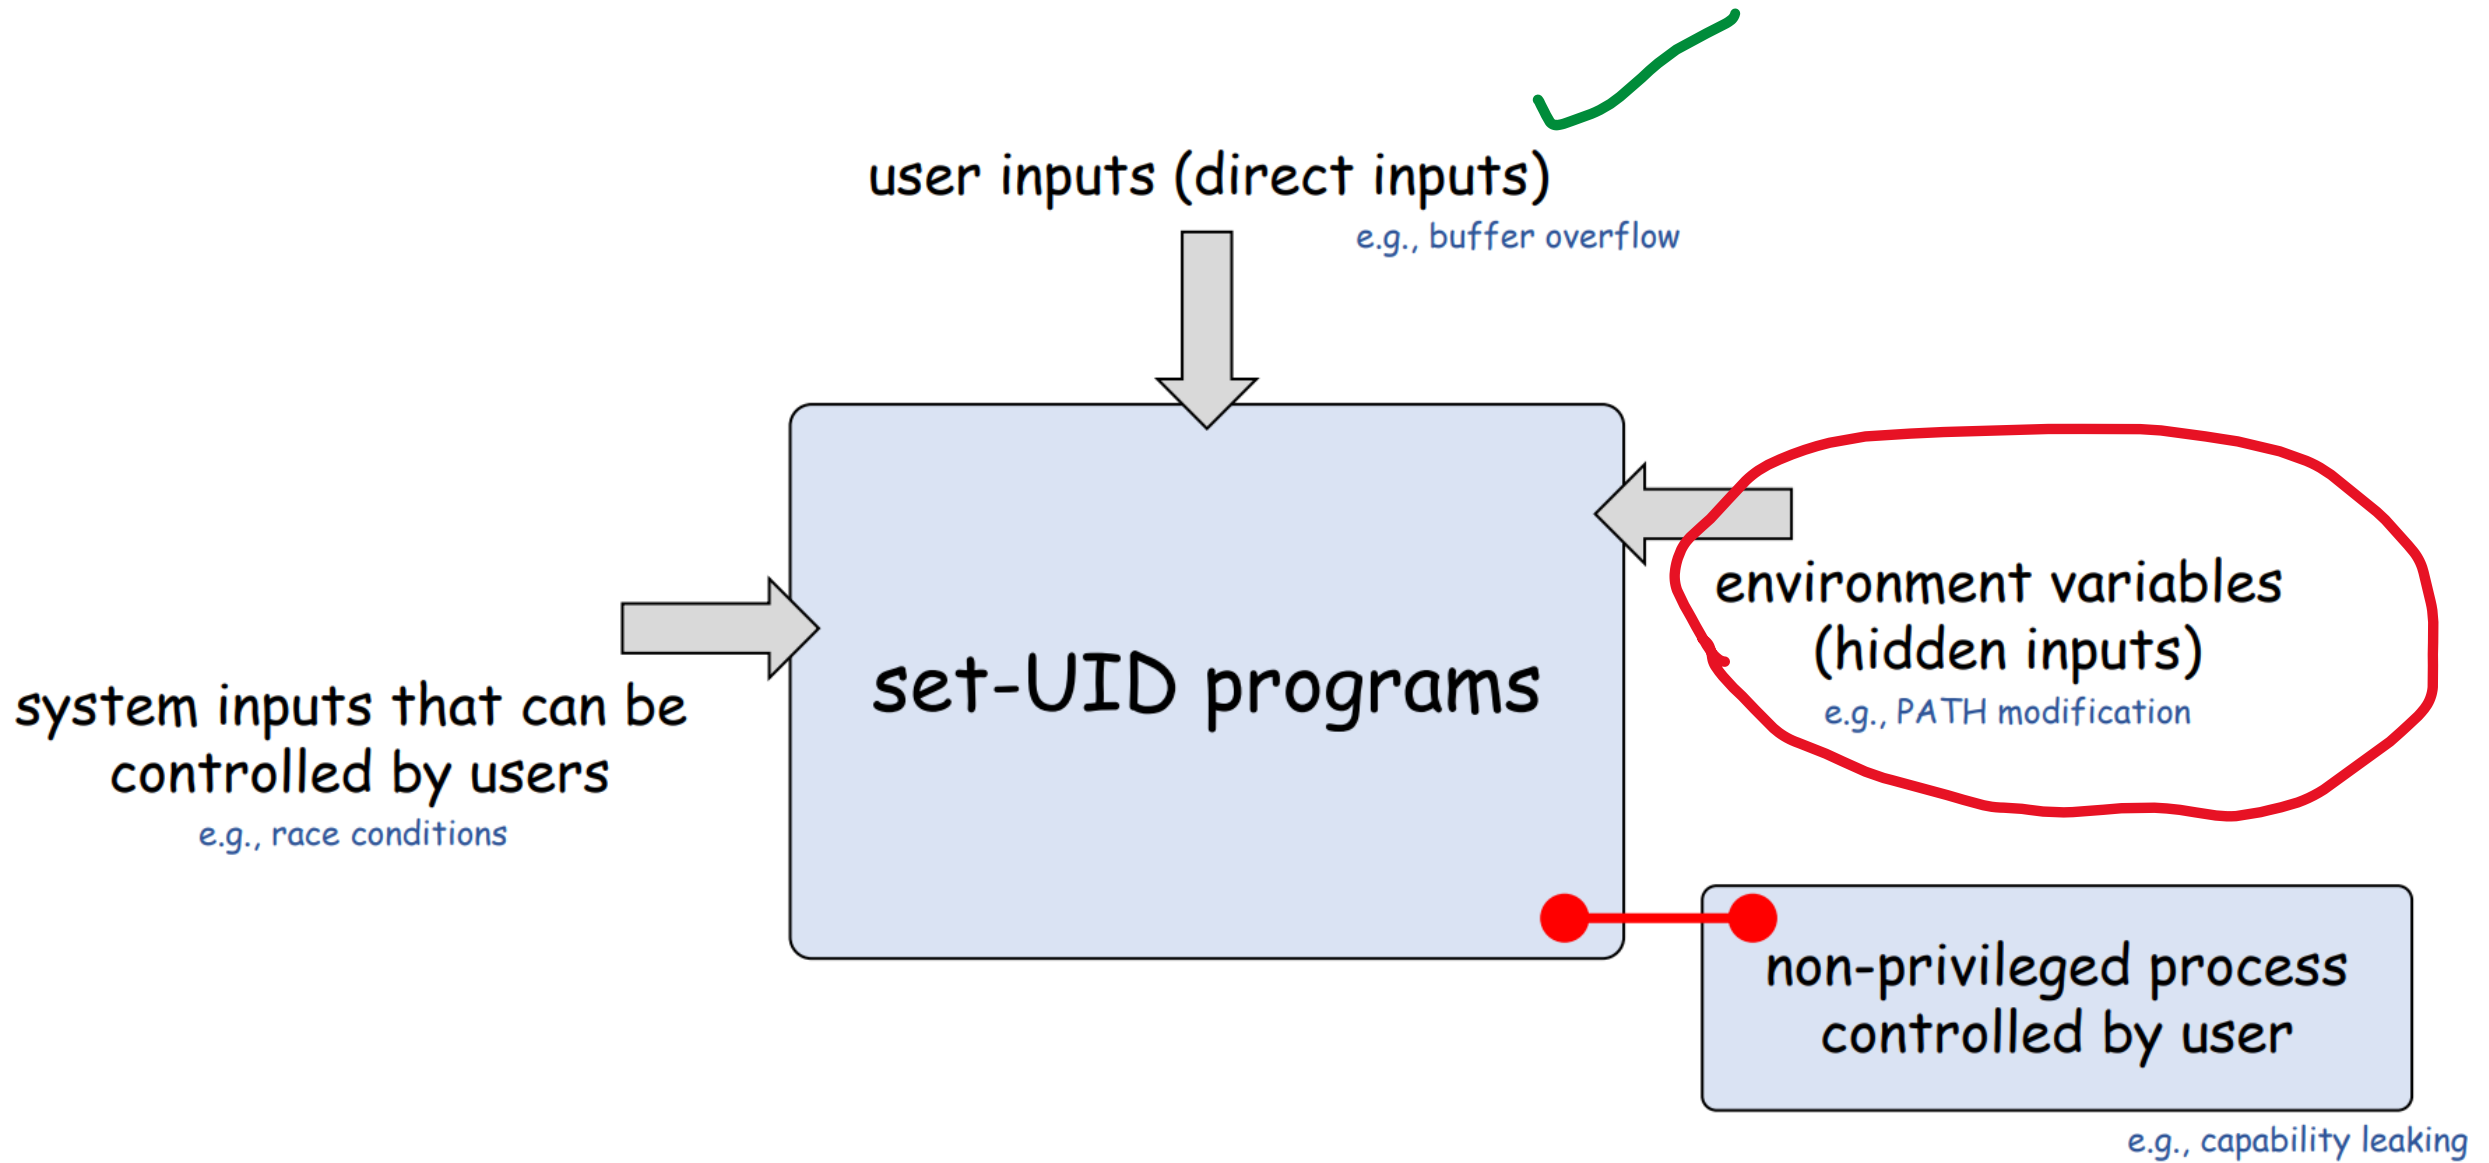 user inputs (direct inputs)
e.g., buffer overflow
environment variables
(hidden inputs)
e.g., PATH modification
set-UID programs
system inputs that can be
controlled by users
e.g., race conditions
non-privileged process
controlled by user
e.g., capability leaking